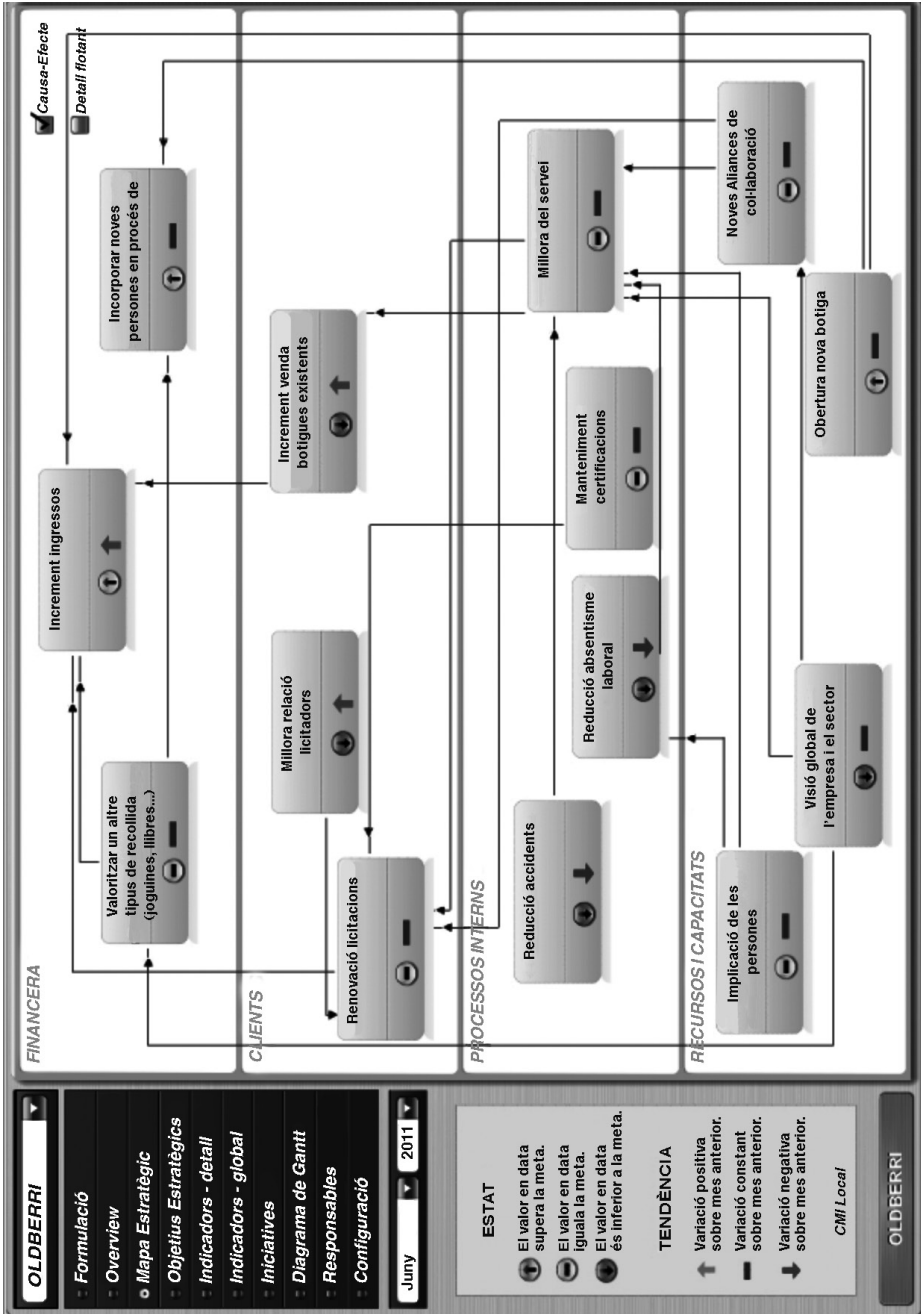 OLDBERRI
Formulació
Overview
Mapa Estratègic
Objetius Estratègics
Indicadors - detall
Indicadors - global
Iniciatives
Diagrama de Gantt
Responsables
Configuració
Juny
2011
ESTAT
El valor en data
supera la meta.
El valor en data
iguala la meta.
El valor en data
és inferior a la meta.
TENDÈNCIA
Variació positiva
sobre mes anterior.
Variació constant
sobre mes anterior.
Variació negativa
sobre mes anterior.
CMI Local
OLDBERRI
Causa-Efecte
Detall flotant
FINANCERA
Increment ingressos
Valoritzar un altre
tipus de recollida
(joguines, llibres...)
Incorporar noves
persones en procés de
CLIENTS
Millora relació
licitadors
Increment venda
botigues existents
Renovació licitacions
PROCESSOS INTERNS
Reducció accidents
Reducció absentisme
laboral
Manteniment
certificacions
Millora del servei
RECURSOS I CAPACITATS
Implicació de les
persones
Visió global de
l'empresa i el sector
Obertura nova botiga
Noves Aliances de
col·laboració